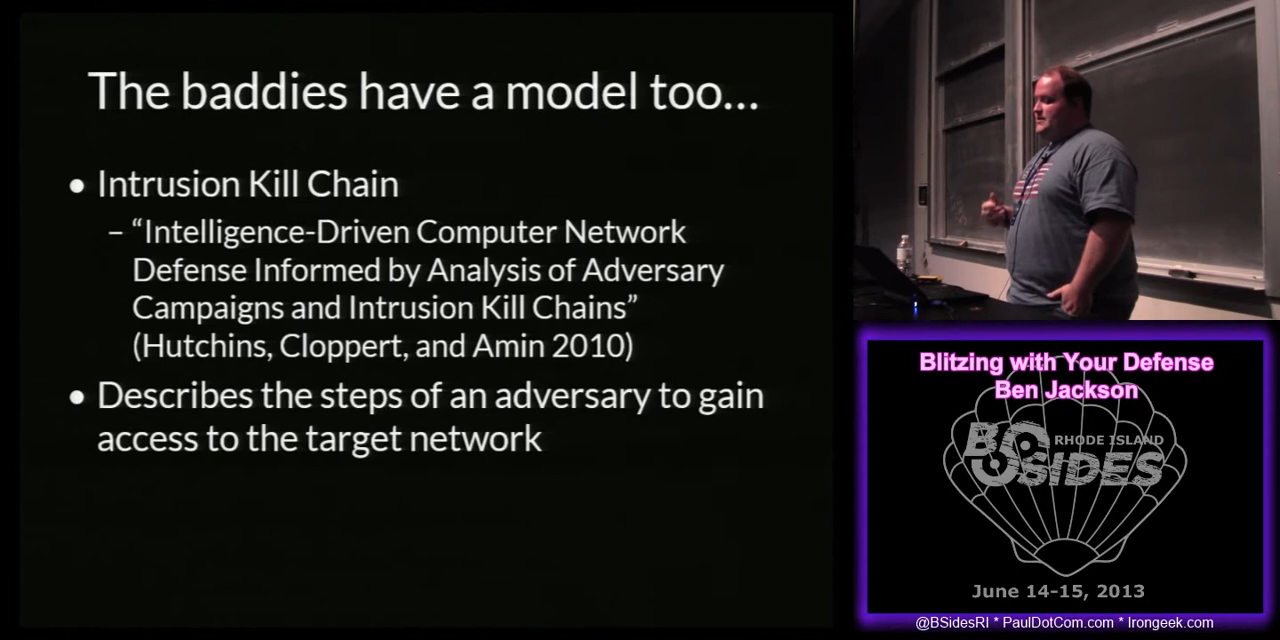 The baddies have a model too...
• Intrusion Kill Chain
– “Intelligence-Driven Computer Network
Defense Informed by Analysis of Adversary
Campaigns and Intrusion Kill Chains”
(Hutchins, Cloppert, and Amin 2010)
• Describes the steps of an adversary to gain
access to the target network
Blitzing with Your Defense
Ben Jackson
BSIDES
RHODE ISLAND
June 14-15, 2013
@BSidesRI * PaulDotCom.com * Irongeek.com